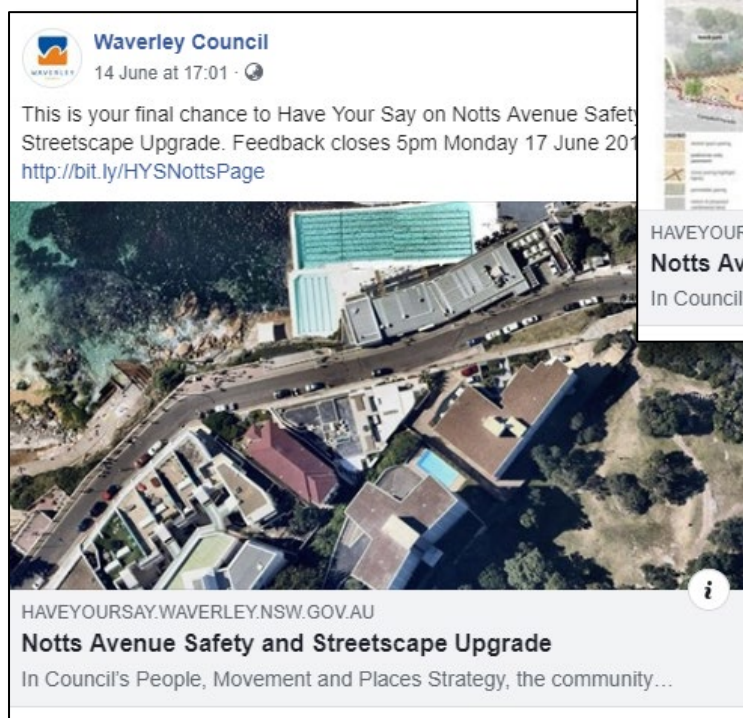 Waverley Council
WAVERLEY
14 June at 17:01 ·
This is your final chance to Have Your Say on Notts Avenue Safety
Streetscape Upgrade. Feedback closes 5pm Monday 17 June 201
http://bit.ly/HYSNottsPage
HAVEYOURSAY.WAVERLEY.NSW.GOV.AU
Notts Avenue Safety and Streetscape Upgrade
In Council's People, Movement and Places Strategy, the community…
i
HAVEYOUR
Notts Av
In Council